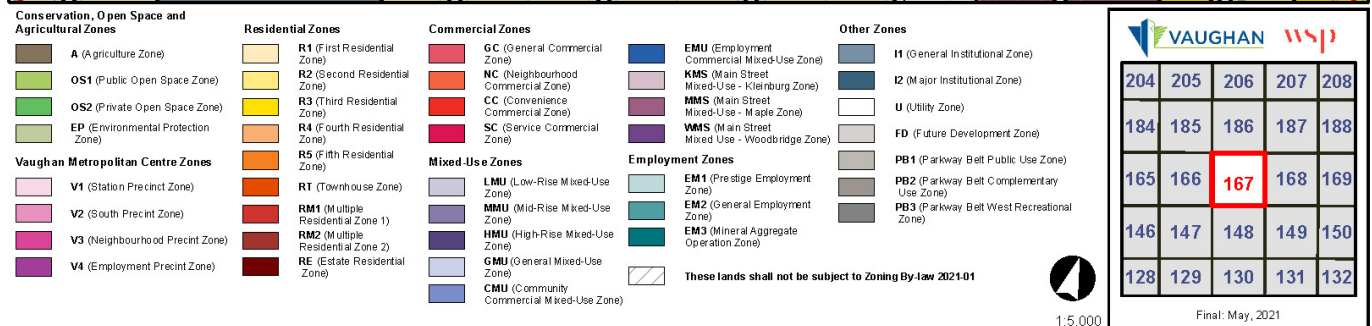 Conservation, Open Space and
Agricultural Zones
A (Agriculture Zone)
OS1 (Public Open Space Zone)
OS2 (Private Open Space Zone)
EP (Environmental Protection
Zone)
Vaughan Metropolitan Centre Zones
V1 (Station Precinct Zone)
V2 (South Precint Zone)
V3 (Neighbourhood Precint Zone)
V4 (Employment Precint Zone)
Residential Zones
R1 (First Residential
Zone)
R2 (Second Residential
Zone)
R3 (Third Residential
Zone)
R4 (Fourth Residential
Zone)
R5 (Fifth Residential
Zone)
RT (Townhouse Zone)
RM1 (Multiple
Residential Zone 1)
RM2 (Multiple
Residential Zone 2)
RE (Estate Residential
Zone)
Commercial Zones
GC (General Commercial
Zone)
NC (Neighbourhood
Commercial Zone)
CC (Convenience
Commercial Zone)
SC (Service Commercial
Zone)
Mixed-Use Zones
LMU (Low-Rise Mixed-Use
Zone)
MMU (Mid-Rise Mixed-Use
Zone)
HMU (High-Rise Mixed-Use
Zone)
GMU (General Mixed-Use
Zone)
CMU (Community
Commercial Mixed-Use Zone)
EMU (Employment
Commercial Mixed-Use Zone)
KMS (Main Street
Mixed-Use - Kleinburg Zone)
MMS (Main Street
Mixed-Use - Maple Zone)
WMS (Main Street
Mixed Use - Woodbridge Zone)
Employment Zones
EM1 (Prestige Employment
Zone)
EM2 (General Employment
Zone)
EM3 (Mineral Aggregate
Operation Zone)
These lands shall not be subject to Zoning By-law 2021-01
Other Zones
I1 (General Institutional Zone)
I2 (Major Institutional Zone)
U (Utility Zone)
FD (Future Development Zone)
PB1 (Parkway Belt Public Use Zone)
PB2 (Parkway Belt Complementary
Use Zone)
PB3 (Parkway Belt West Recreational
Zone)
1:5,000
VAUGHAN wsp
204 205 206 207 208
184 185 186 187 188
165 166 167 168 169
146 147 148 149 150
128 129 130 131 132
Final: May, 2021